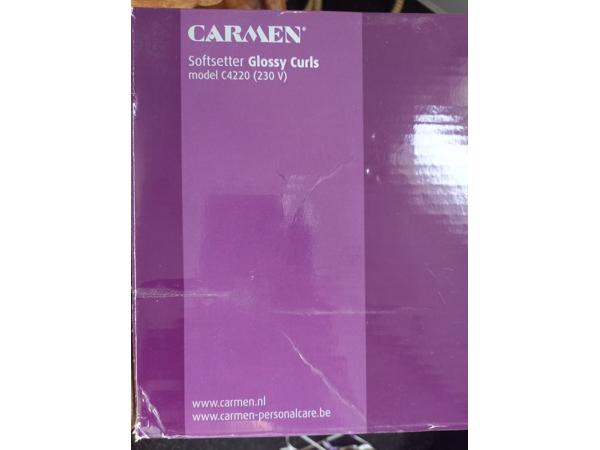 CARMEN®
Softsetter Glossy Curls
model C4220 (230 V)
www.carmen.nl
www.carmen-personalcare.be